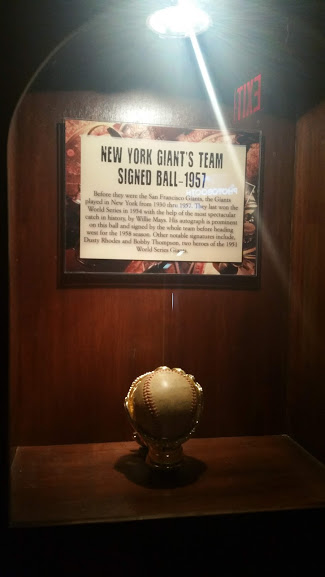 NEW YORK GIANT'S TEAM
SIGNED BALL-1957
Before they were the San Francisco Giants, the Giants
played in New York from 1930 thru 1957. They last won the
World Series in 1954 with the help of the most spectacular
catch in history, by Willie Mays. His autograph is prominent
on this ball and signed by the whole team before heading
west for the 1958 season. Other notable signatures include,
Dusty Rhodes and Bobby Thompson, two heroes of the 1951
World Series Giants.
EXIT
PHOTOBOOTH